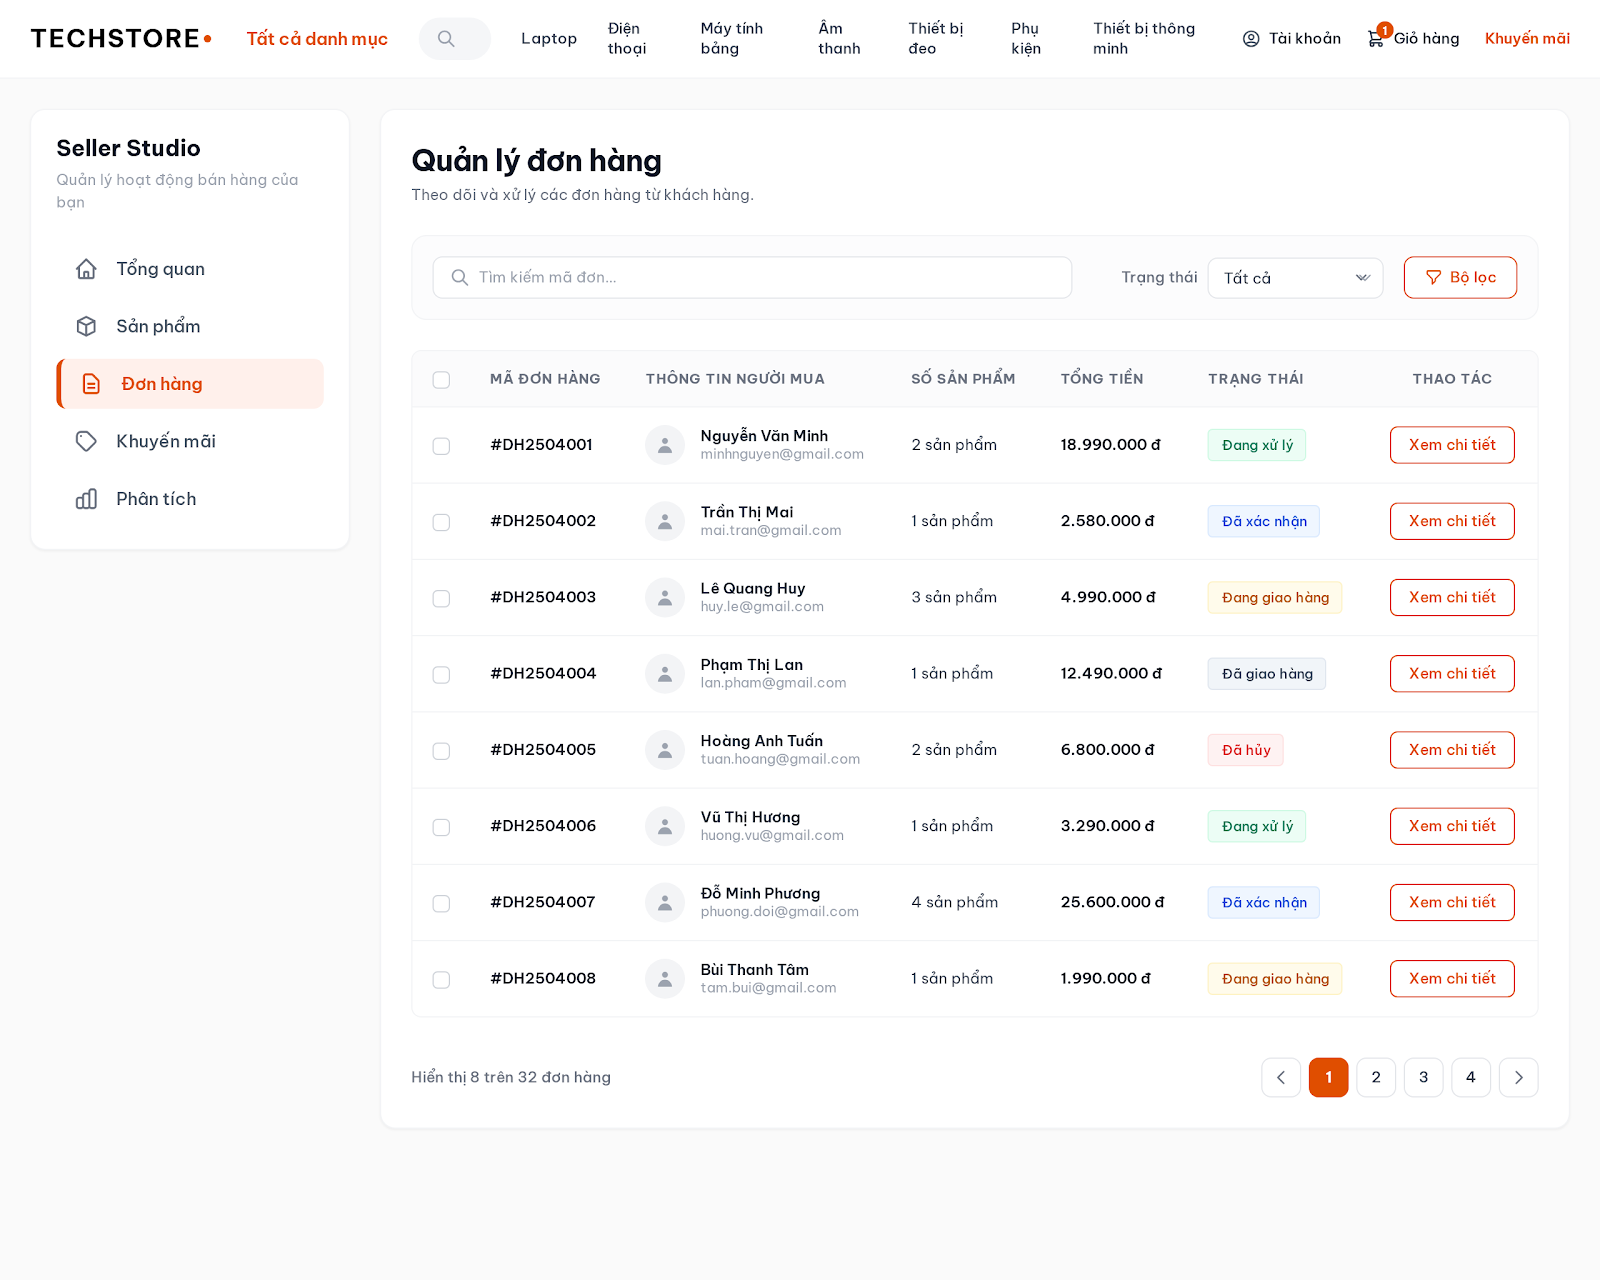 TECHSTORE
Tất cả danh mục
Laptop
Điện
thoại
Máy tính
bảng
Âm
thanh
Thiết bị
đeo
Phụ
kiện
Thiết bị thông
minh
Tài khoản
1
Giỏ hàng
Khuyến mãi
Seller Studio
Quản lý hoạt động bán hàng của
bạn
Tổng quan
Sản phẩm
Đơn hàng
Khuyến mãi
Phân tích
Quản lý đơn hàng
Theo dõi và xử lý các đơn hàng từ khách hàng.
Tìm kiếm mã đơn...
Trạng thái
Tất cả
Bộ lọc
MÃ ĐƠN HÀNG THÔNG TIN NGƯỜI MUA SỐ SẢN PHẨM TỔNG TIỀN TRẠNG THÁI THAO TÁC
#DH2504001 Nguyễn Văn Minh 2 sản phẩm 18.990.000 đ Đang xử lý Xem chi tiết
minhnguyen@gmail.com
#DH2504002 Trần Thị Mai 1 sản phẩm 2.580.000 đ Đã xác nhận Xem chi tiết
mai.tran@gmail.com
#DH2504003 Lê Quang Huy 3 sản phẩm 4.990.000 đ Đang giao hàng Xem chi tiết
huy.le@gmail.com
#DH2504004 Phạm Thị Lan 1 sản phẩm 12.490.000 đ Đã giao hàng Xem chi tiết
lan.pham@gmail.com
#DH2504005 Hoàng Anh Tuấn 2 sản phẩm 6.800.000 đ Đã hủy Xem chi tiết
tuan.hoang@gmail.com
#DH2504006 Vũ Thị Hương 1 sản phẩm 3.290.000 đ Đang xử lý Xem chi tiết
huong.vu@gmail.com
#DH2504007 Đỗ Minh Phương 4 sản phẩm 25.600.000 đ Đã xác nhận Xem chi tiết
phuong.doi@gmail.com
#DH2504008 Bùi Thanh Tâm 1 sản phẩm 1.990.000 đ Đang giao hàng Xem chi tiết
tam.bui@gmail.com
Hiển thị 8 trên 32 đơn hàng
1 2 3 4